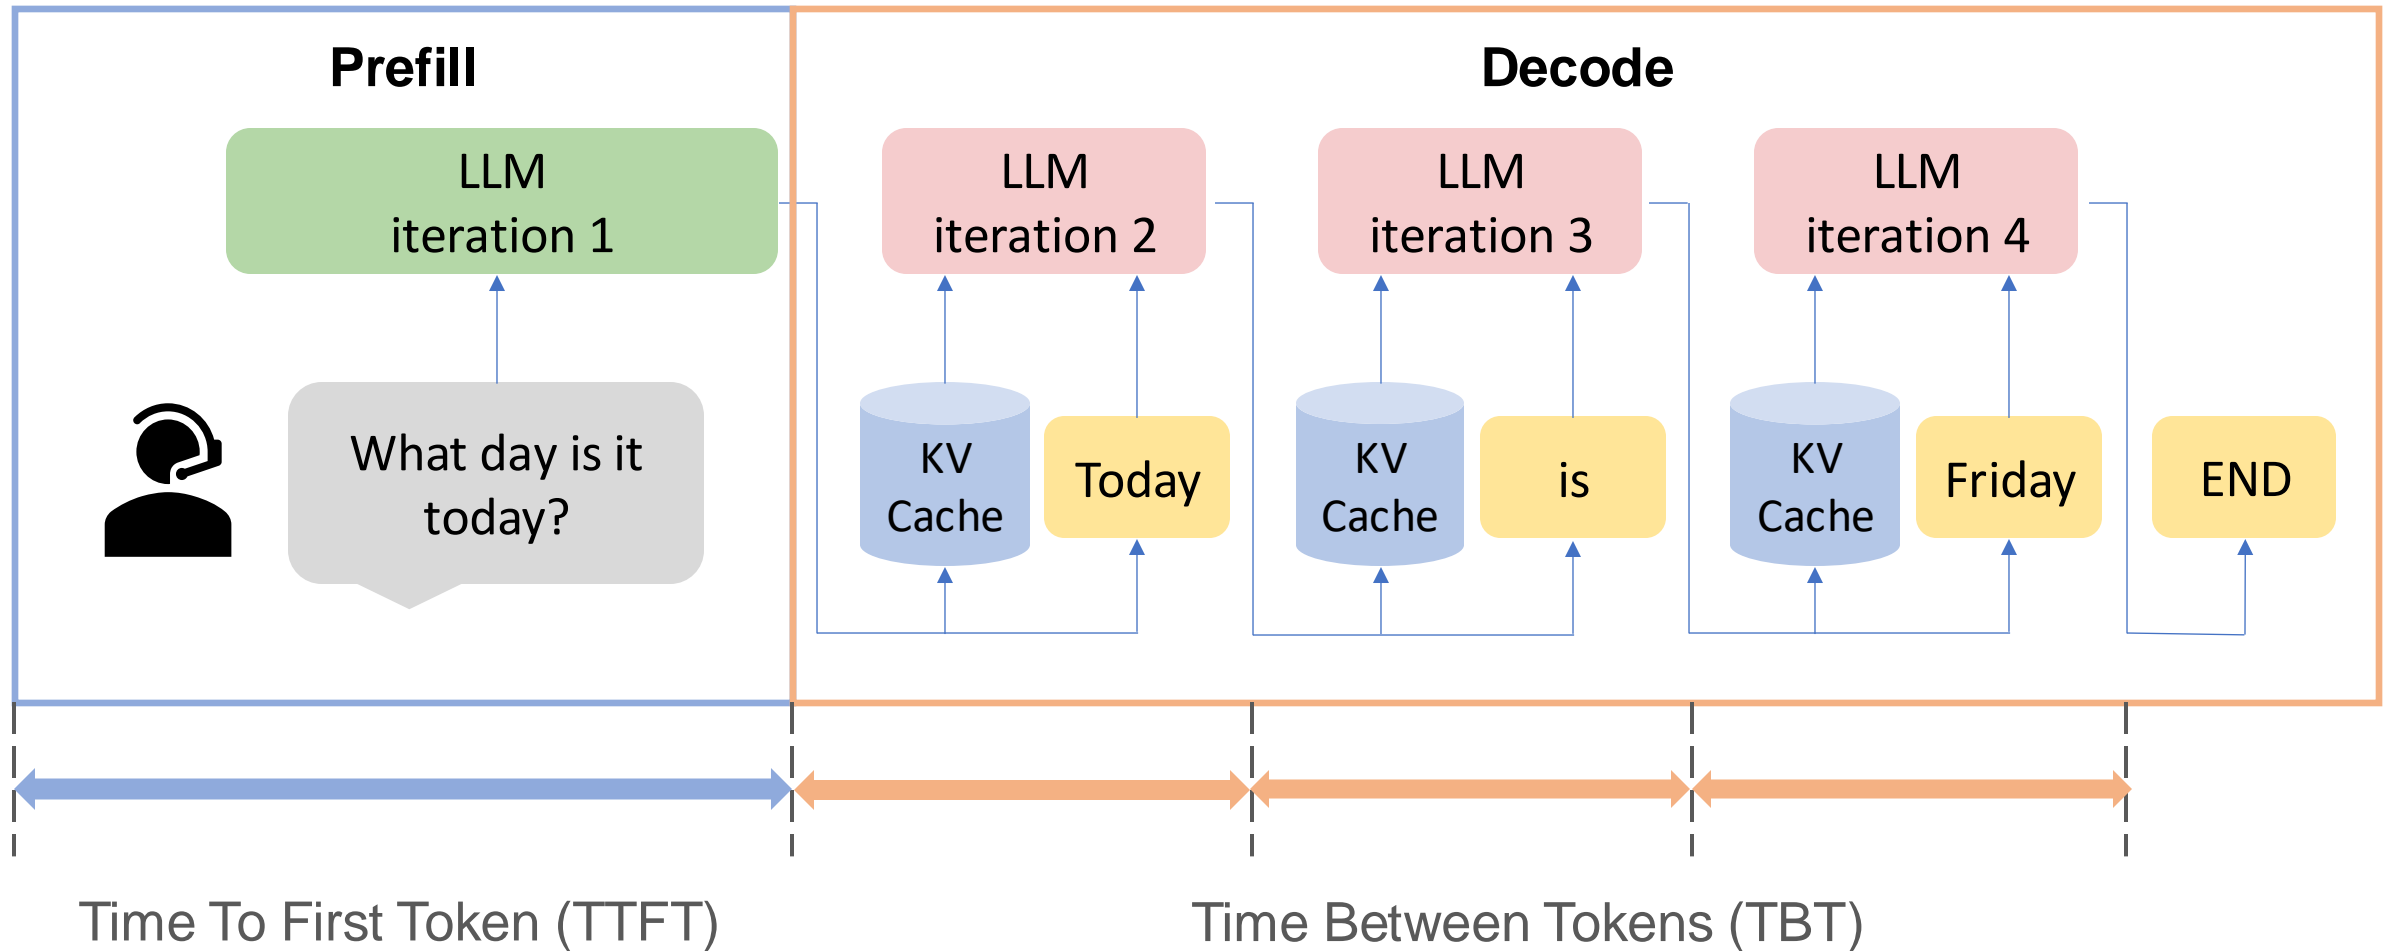 Prefill
Decode
LLM
iteration 1
LLM
iteration 2
LLM
iteration 3
LLM
iteration 4
What day is it
today?
KV
Cache
Today
KV
Cache
is
KV
Cache
Friday
END
Time To First Token (TTFT)
Time Between Tokens (TBT)